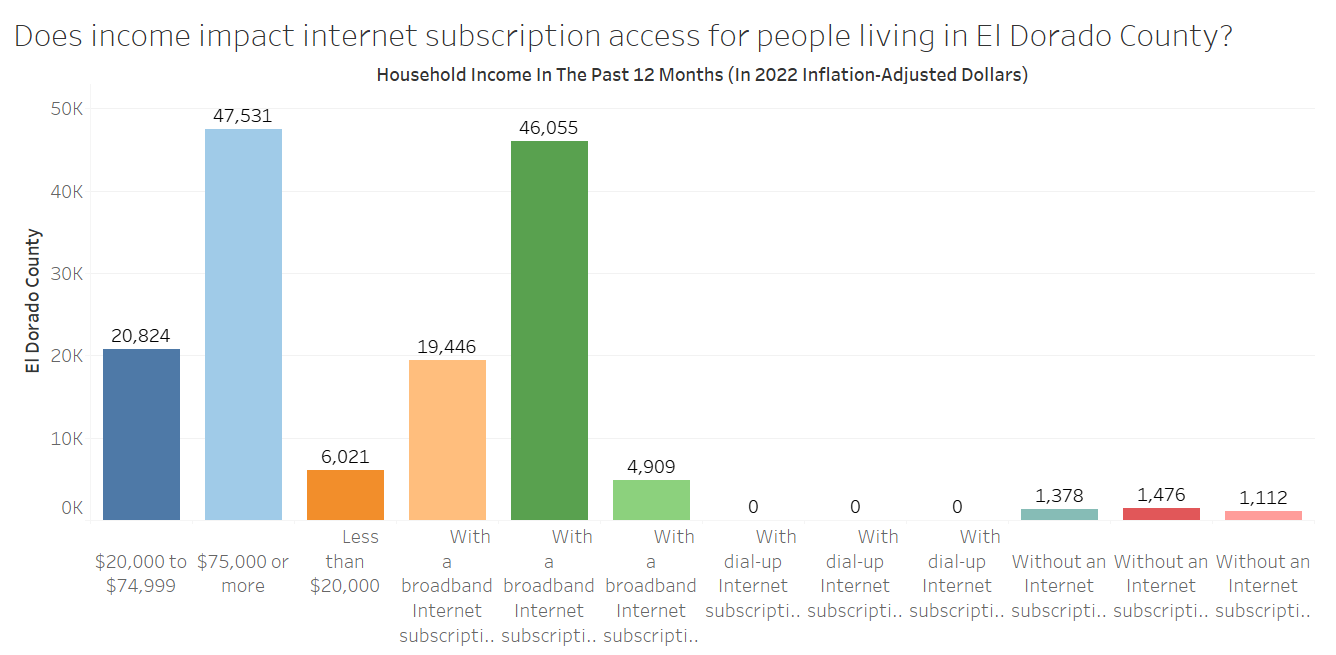 Does income impact internet subscription access for people living in El Dorado County?
Household Income In The Past 12 Months (In 2022 Inflation-Adjusted Dollars)
El Dorado County
50K
40K
30K
20K
10K
0K
20,824
47,531
6,021
19,446
46,055
4,909
0
0
0
1,378
1,476
1,112
$20,000 to
$74,999
$75,000 or
more
Less
than
$20,000
With
a
broadband
Internet
subscripti..
With
a
broadband
Internet
subscripti..
With
a
broadband
Internet
subscripti..
With
dial-up
Internet
subscripti..
With
dial-up
Internet
subscripti..
With
dial-up
Internet
subscripti..
Without an
Internet
subscripti..
Without an
Internet
subscripti..
Without an
Internet
subscripti..